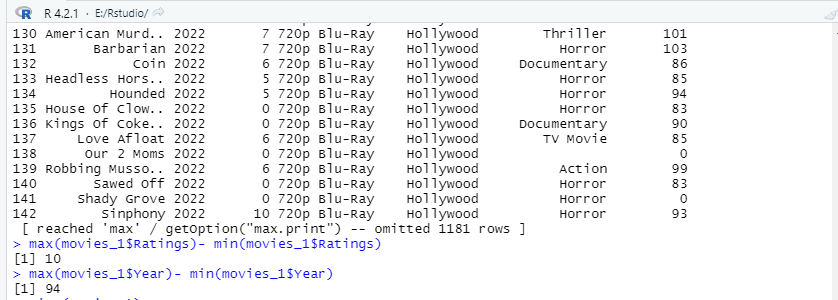 R 4.2.1 · E:/Rstudio/
130 American Murd.. 2022 7 720p Blu-Ray Hollywood Thriller 101
131 Barbarian 2022 7 720p Blu-Ray Hollywood Horror 103
132 Coin 2022 6 720p Blu-Ray Hollywood Documentary 86
133 Headless Hors.. 2022 5 720p Blu-Ray Hollywood Horror 85
134 Hounded 2022 5 720p Blu-Ray Hollywood Horror 94
135 House Of Clow.. 2022 0 720p Blu-Ray Hollywood Horror 83
136 Kings Of Coke.. 2022 0 720p Blu-Ray Hollywood Documentary 90
137 Love Afloat 2022 6 720p Blu-Ray Hollywood TV Movie 85
138 Our 2 Moms 2022 0 720p Blu-Ray Hollywood 0
139 Robbing Musso.. 2022 6 720p Blu-Ray Hollywood Action 99
140 Sawed Off 2022 0 720p Blu-Ray Hollywood Horror 83
141 Shady Grove 2022 0 720p Blu-Ray Hollywood Horror 0
142 Sinphony 2022 10 720p Blu-Ray Hollywood Horror 93
[ reached 'max' / getOption("max.print") -- omitted 1181 rows ]
> max(movies_1$Ratings)- min(movies_1$Ratings)
[1] 10
> max(movies_1$Year)- min(movies_1$Year)
[1] 94